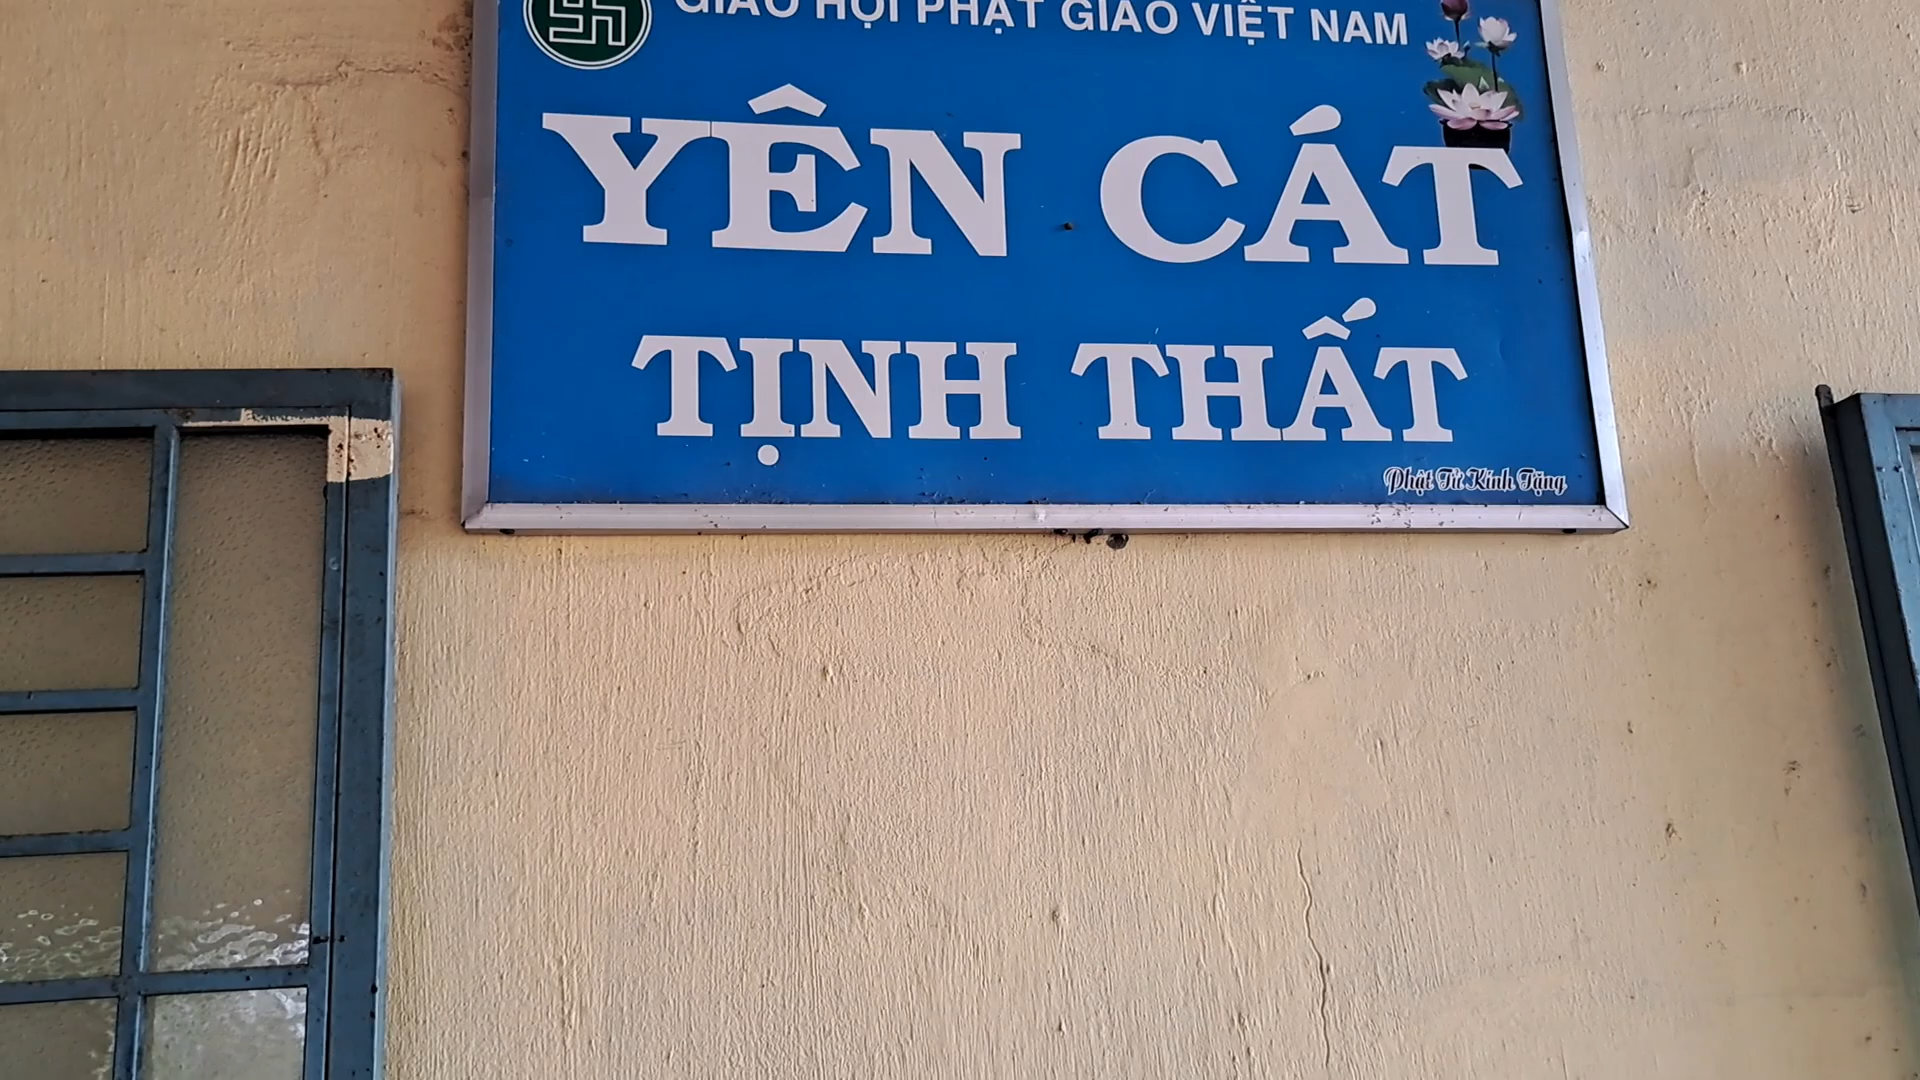 GIÁO HỘI PHẬT GIÁO VIỆT NAM
YÊN CÁT
TỊNH THẤT
Phật Tử Kính Tặng